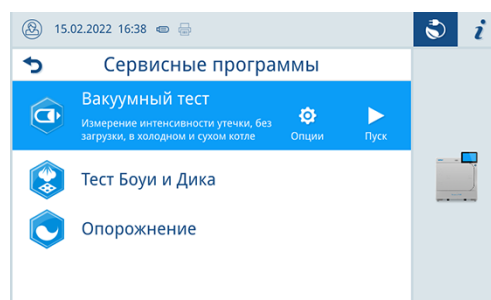 15.02.2022 16:38
i
Сервисные программы
Вакуумный тест
Измерение интенсивности утечки, без
загрузки, в холодном и сухом котле
Опции
Пуск
Тест Боуи и Дика
Опорожнение